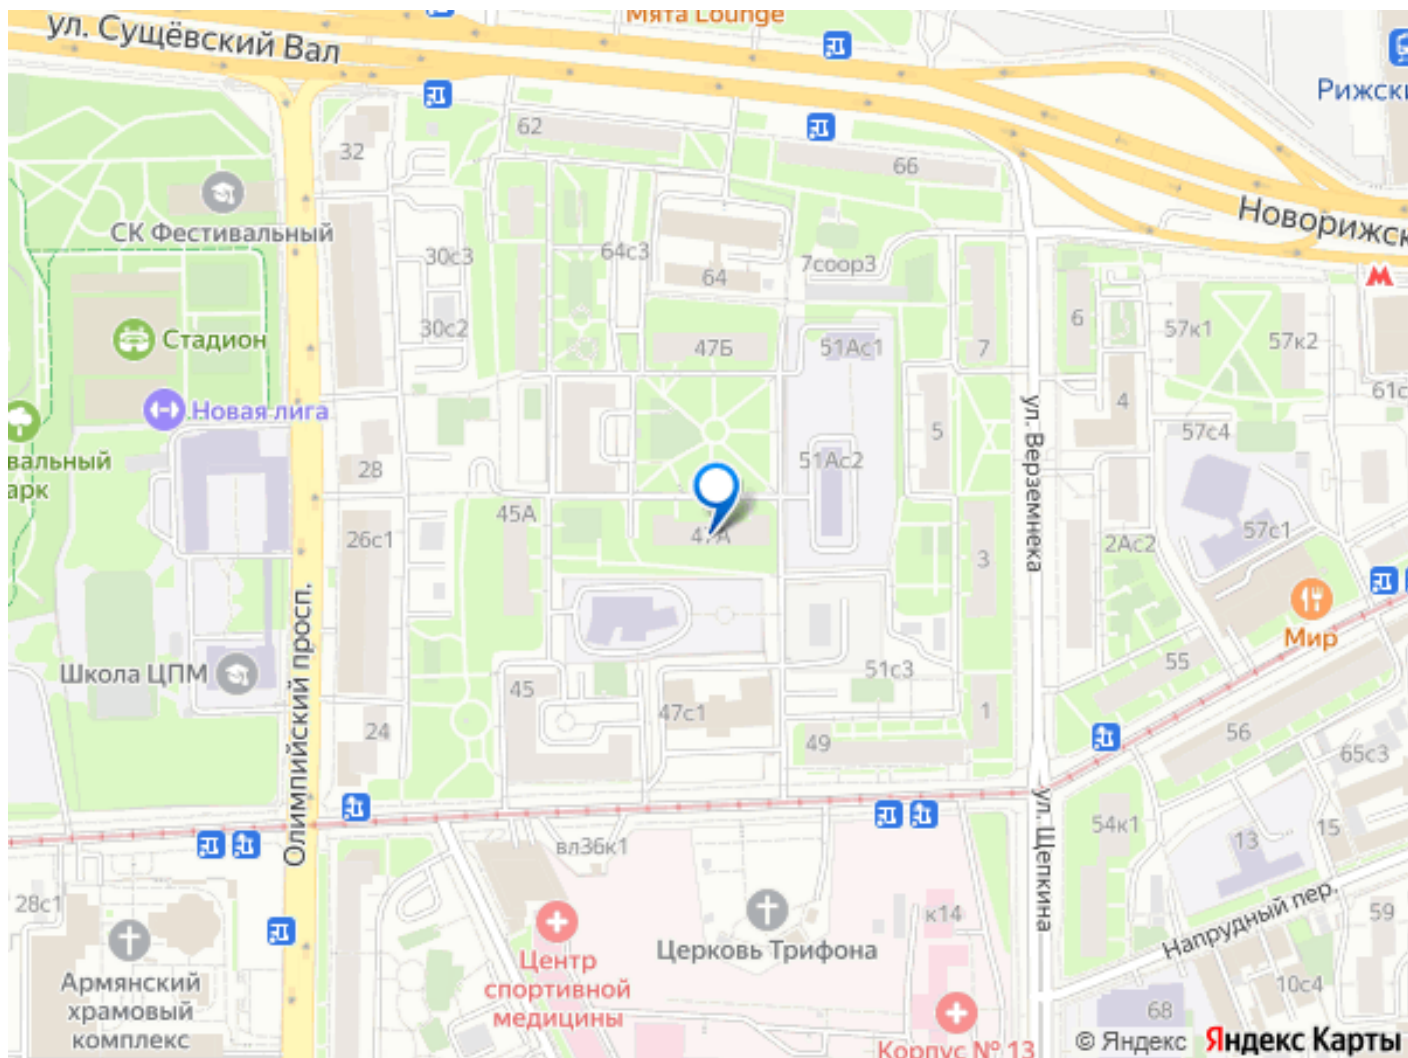 Мята Lounge
ул. Сущёвский Вал
Рижски
62
32
66
СК Фестивальный
Новорижск
30с3
64с3
64
7соор3
30с2
6
57к1
57к2
Стадион
47Б
51Ас1
7
61с
Новая лига
4
5
57с4
ул. Верземнека
вальный
арк
28
51Ас2
45А
47А
26с1
57с1
3
2Ас2
Олимпийский просп.
Мир
Школа ЦПМ
51с3
55
45
47с1
1
24
49
56
65с3
ул. Щепкина
54к1
вл36к1
13
15
28с1
к14
59
Напрудный пер.
Церковь Трифона
Центр
спортивной
медицины
Армянский
храмовый
комплекс
10с4
68
Корпус № 13
© Яндекс Яндекс Карты